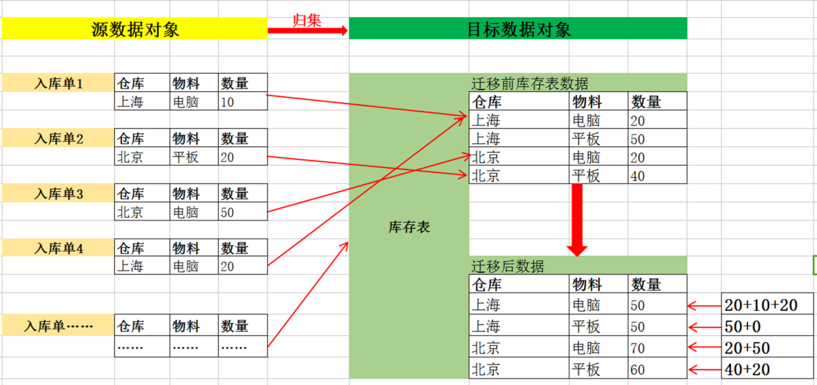 源数据对象 归集 目标数据对象
入库单1 仓库 物料 数量
上海 电脑 10
入库单2 仓库 物料 数量
北京 平板 20
入库单3 仓库 物料 数量
北京 电脑 50
入库单4 仓库 物料 数量
上海 电脑 20
入库单…… 仓库 物料 数量
…… …… ……
库存表
迁移前库存表数据
仓库 物料 数量
上海 电脑 20
上海 平板 50
北京 电脑 20
北京 平板 40
迁移后数据
仓库 物料 数量
上海 电脑 50 20+10+20
上海 平板 50 50+0
北京 电脑 70 20+50
北京 平板 60 40+20